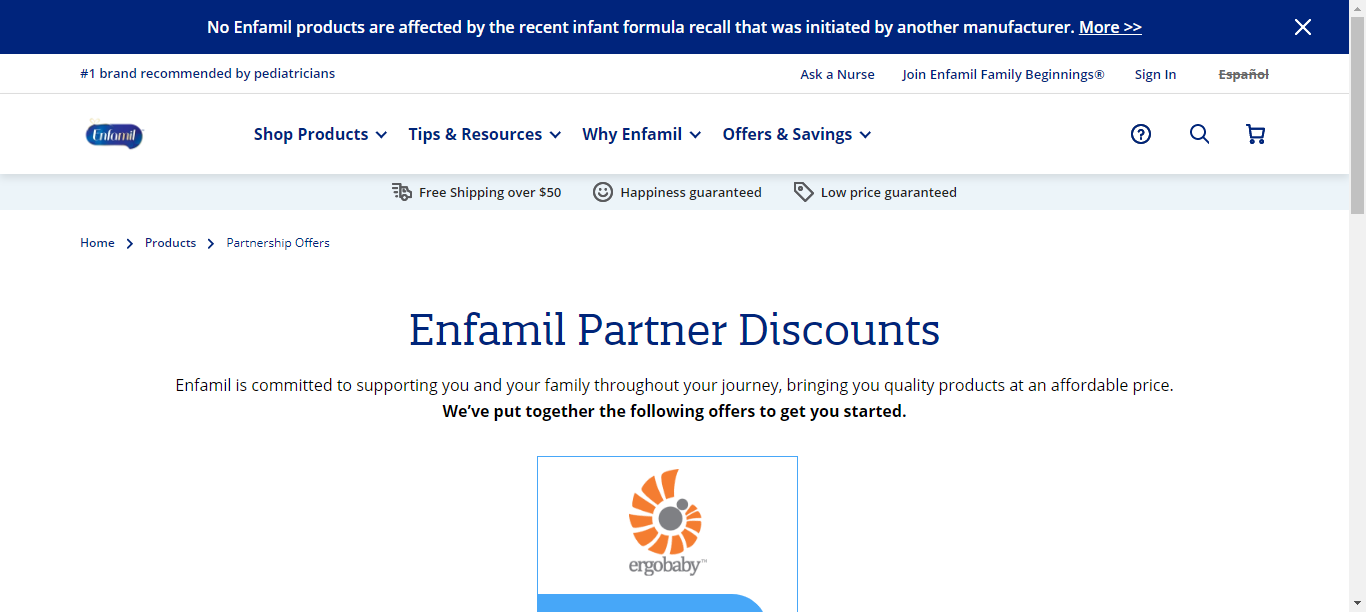 No Enfamil products are affected by the recent infant formula recall that was initiated by another manufacturer. More >>
#1 brand recommended by pediatricians
Ask a Nurse
Join Enfamil Family Beginnings®
Sign In
Español
Enfamil
Shop Products
Tips & Resources
Why Enfamil
Offers & Savings
Free Shipping over $50
Happiness guaranteed
Low price guaranteed
Home
Products
Partnership Offers
Enfamil Partner Discounts
Enfamil is committed to supporting you and your family throughout your journey, bringing you quality products at an affordable price.
We’ve put together the following offers to get you started.
ergobaby™